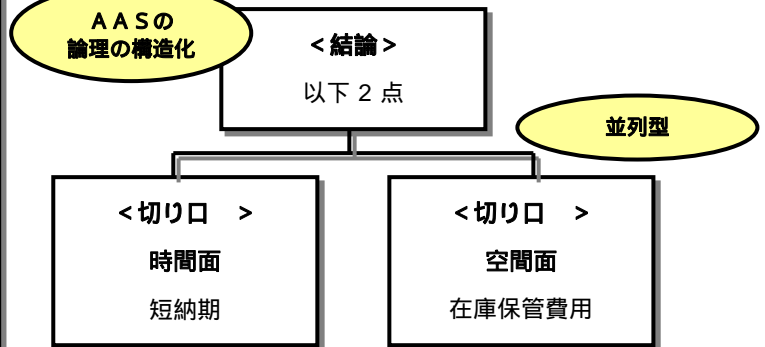 ＡＡＳの
論理の構造化
＜結論＞
以下２点
並列型
＜切り口　＞
時間面
短納期
＜切り口　＞
空間面
在庫保管費用